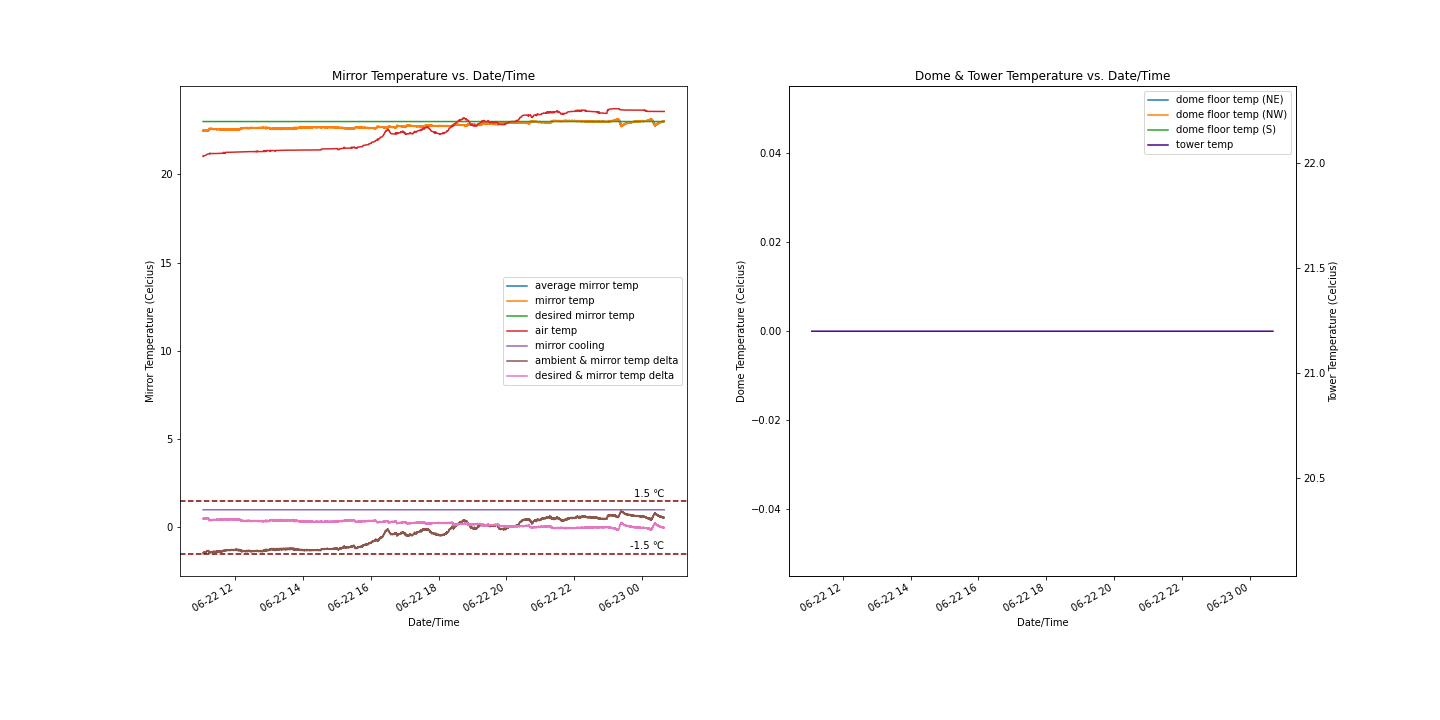 Mirror Temperature vs. Date/Time
Mirror Temperature (Celcius)
20
15
10
5
0
average mirror temp
mirror temp
desired mirror temp
air temp
mirror cooling
ambient & mirror temp delta
desired & mirror temp delta
1.5 °C
-1.5 °C
06-22 12
06-22 14
06-22 16
06-22 18
06-22 20
06-22 22
06-23 00
Date/Time
Dome & Tower Temperature vs. Date/Time
Dome Temperature (Celcius)
0.04
0.02
0.00
−0.02
−0.04
dome floor temp (NE)
dome floor temp (NW)
dome floor temp (S)
tower temp
22.0
21.5
21.0
20.5
Tower Temperature (Celcius)
06-22 12
06-22 14
06-22 16
06-22 18
06-22 20
06-22 22
06-23 00
Date/Time